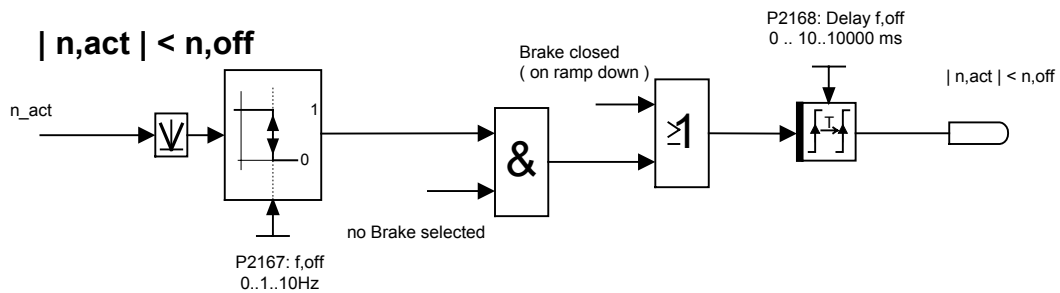 | n,act | < n,off
P2168: Delay f,off
0 .. 10..10000 ms
Brake closed
( on ramp down )
| n,act | < n,off
n_act
1
0
&
≥1
T
no Brake selected
P2167: f,off
0..1..10Hz